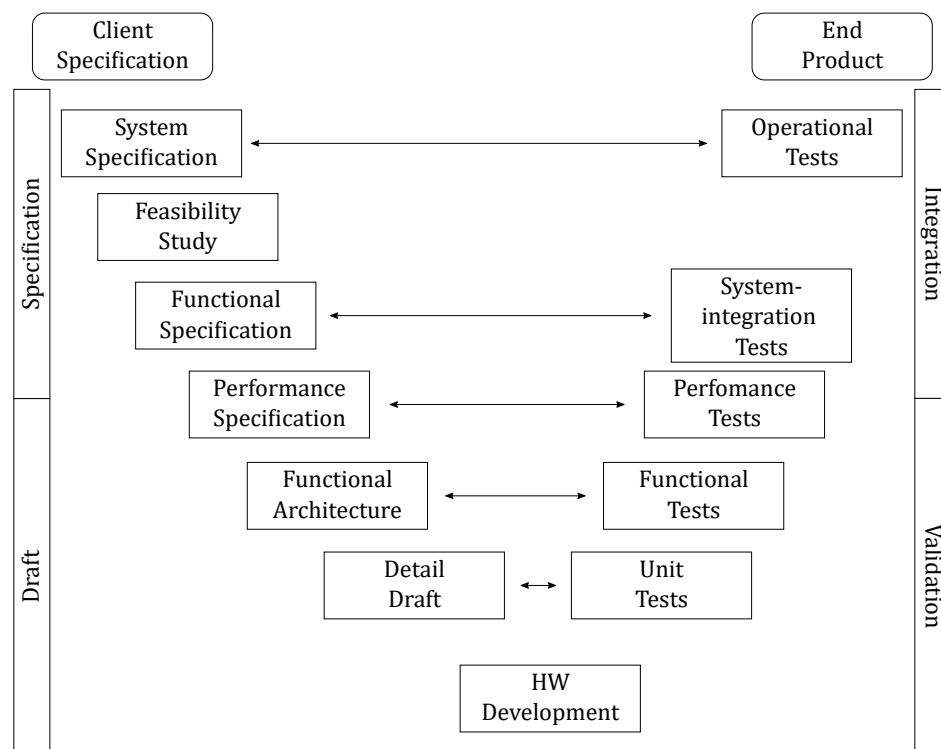 Client
Specification
End
Product
Specification
Integration
System
Specification
Operational
Tests
Feasibility
Study
Functional
Specification
System-
integration
Tests
Performance
Specification
Perfomance
Tests
Draft
Validation
Functional
Architecture
Functional
Tests
Detail
Draft
Unit
Tests
HW
Development